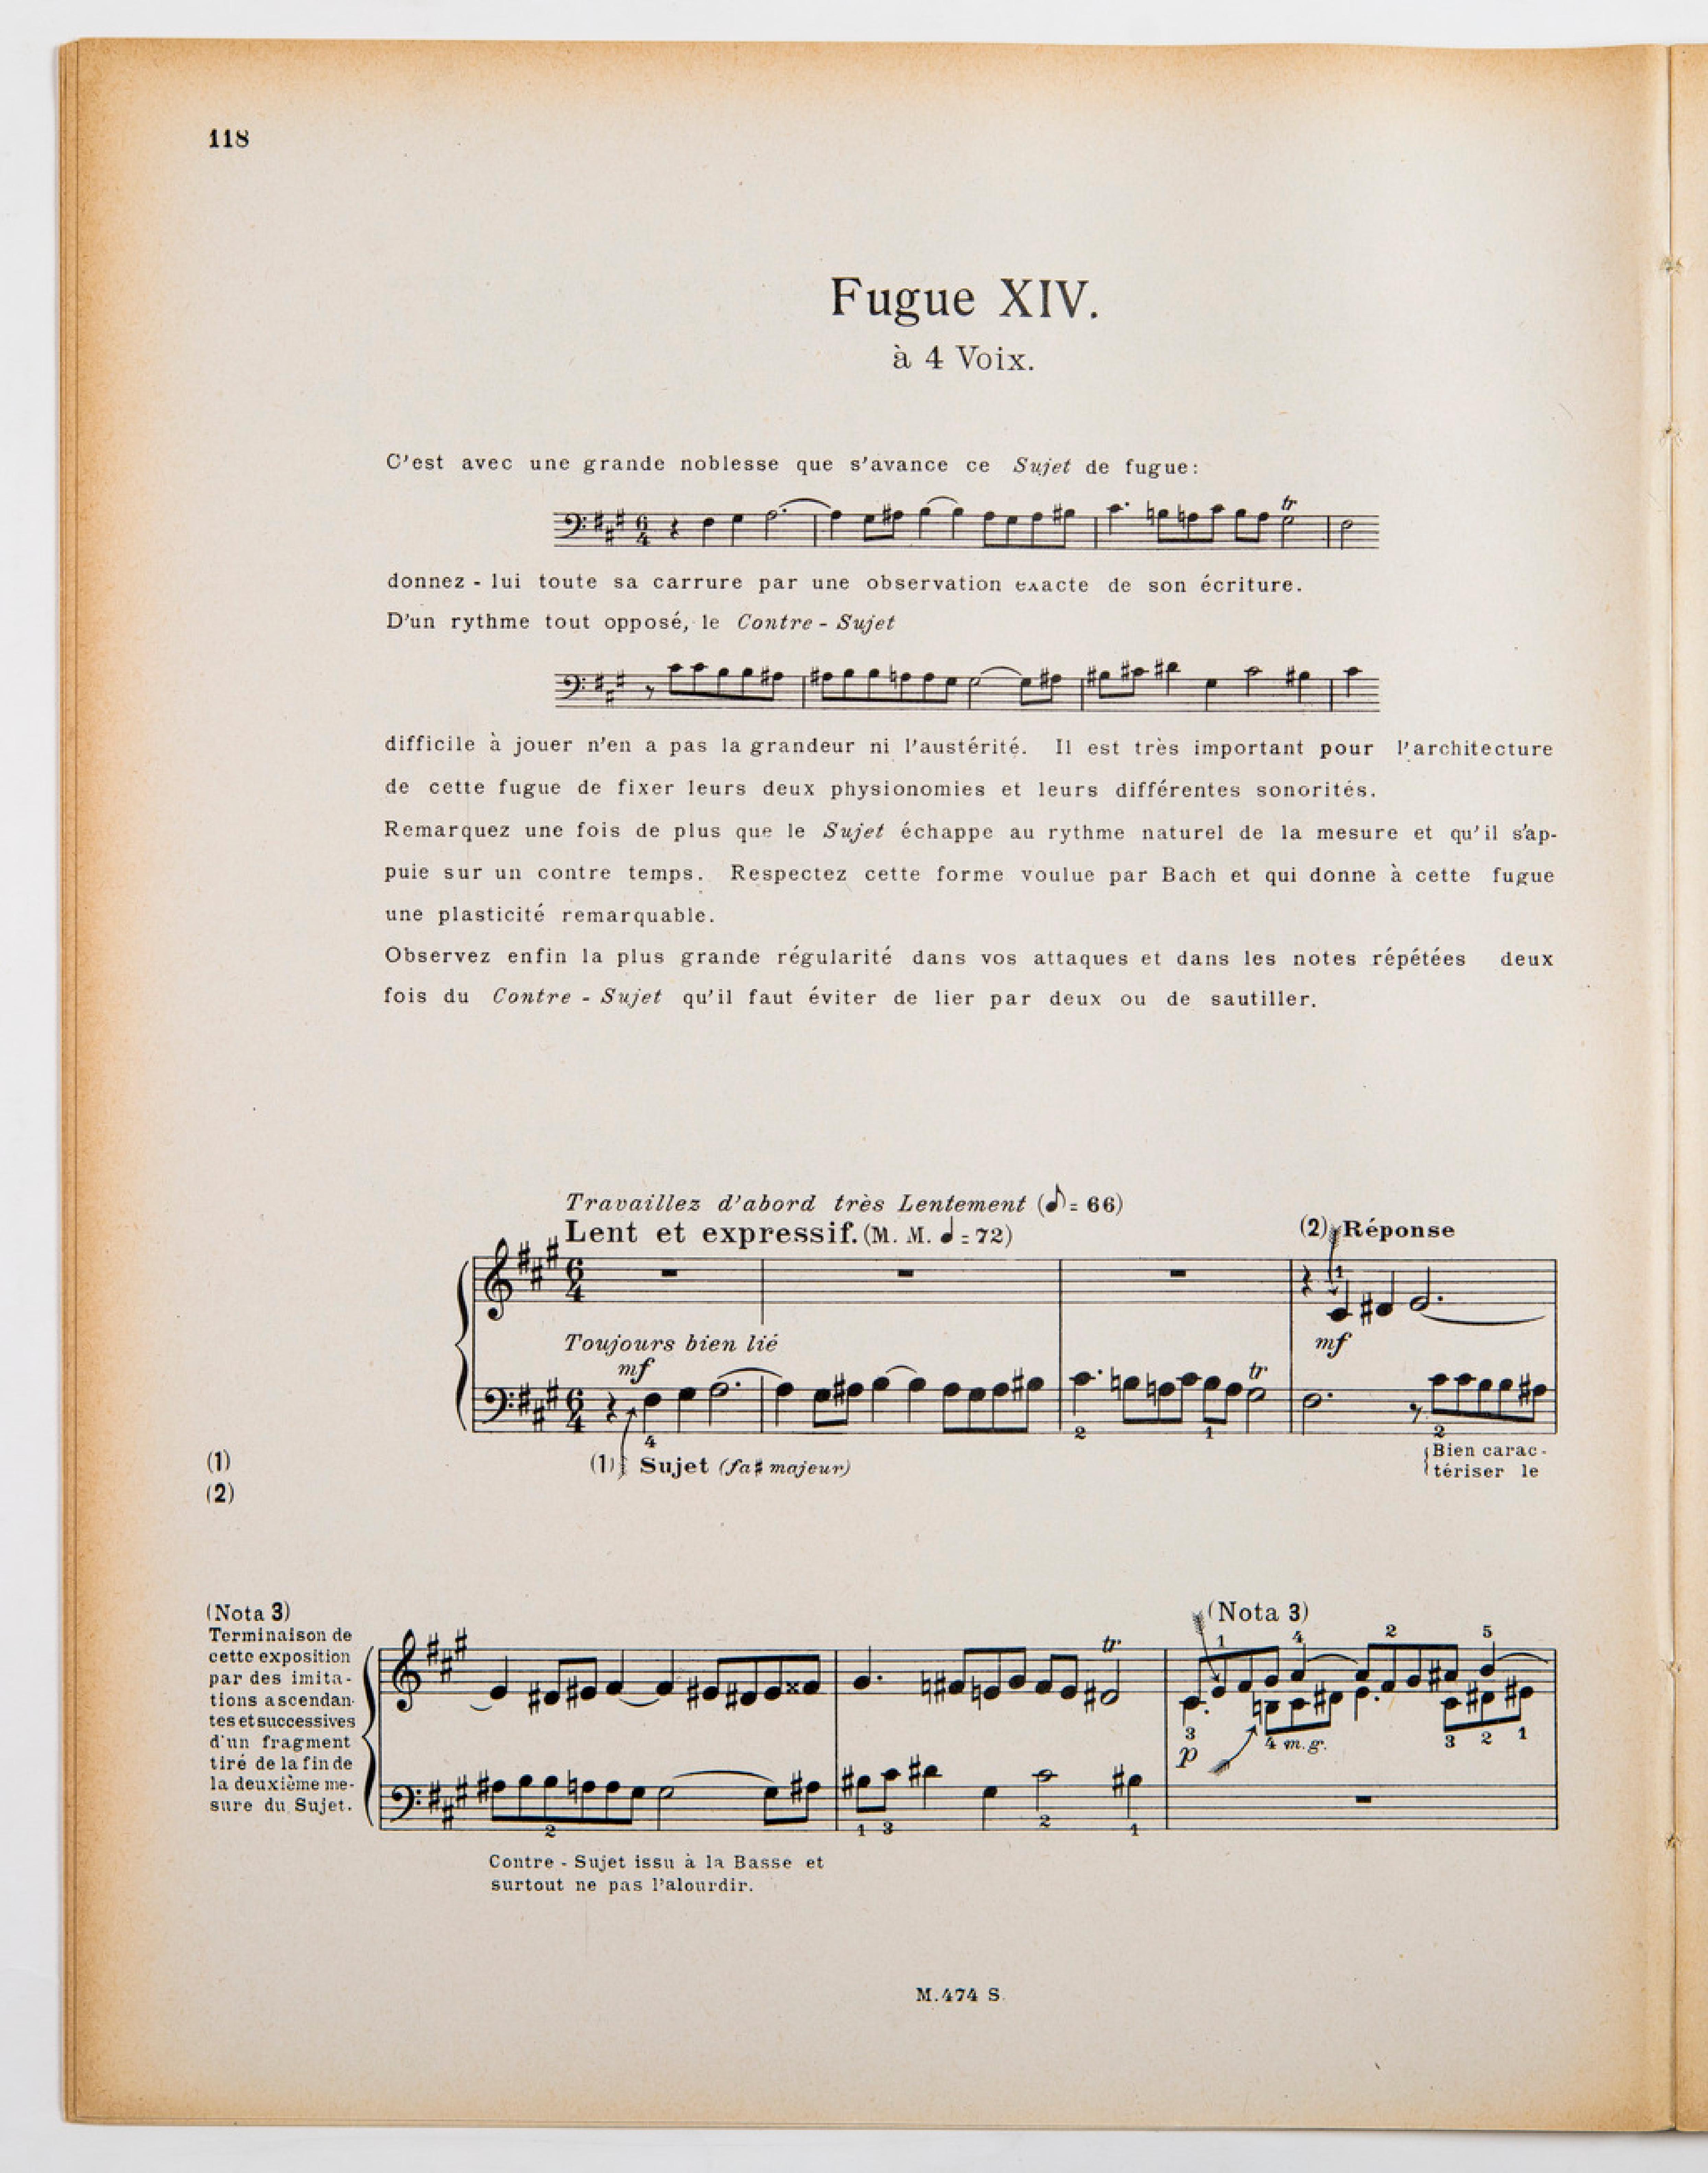 118
Fugue XIV.
à 4 Voix.
C'est avec une grande noblesse que s'avance ce Sujet de fugue:
tr
donnez - lui toute sa carrure par une observation exacte de son écriture.
D'un rythme tout opposé, le Contre - Sujet
difficile à jouer n'en a pas la grandeur ni l'austérité. Il est très important pour l'architecture
de cette fugue de fixer leurs deux physionomies et leurs différentes sonorités.
Remarquez une fois de plus que le Sujet échappe au rythme naturel de la mesure et qu'il s'ap-
puie sur un contre temps. Respectez cette forme voulue par Bach et qui donne à cette fugue
une plasticité remarquable.
Observez enfin la plus grande régularité dans vos attaques et dans les notes répétées deux
fois du Contre - Sujet qu'il faut éviter de lier par deux ou de sautiller.
Travaillez d'abord très Lentement (♪ = 66)
Lent et expressif. (M. M. ♩ = 72)
(2) Réponse
1
Toujours bien lié
mf
mf
tr
4
2
1
2
(1) Sujet (fa♯ majeur)
Bien carac-
tériser le
(1)
(2)
(Nota 3)
Terminaison de
cette exposition
par des imita-
tions ascendan-
tes et successives
d'un fragment
tiré de la fin de
la deuxième me-
sure du Sujet.
(Nota 3)
tr
1 4 2 5
3
4 m.g.
3 2 1
p
2
1 3
2
1
Contre - Sujet issu à la Basse et
surtout ne pas l'alourdir.
M.474 S.